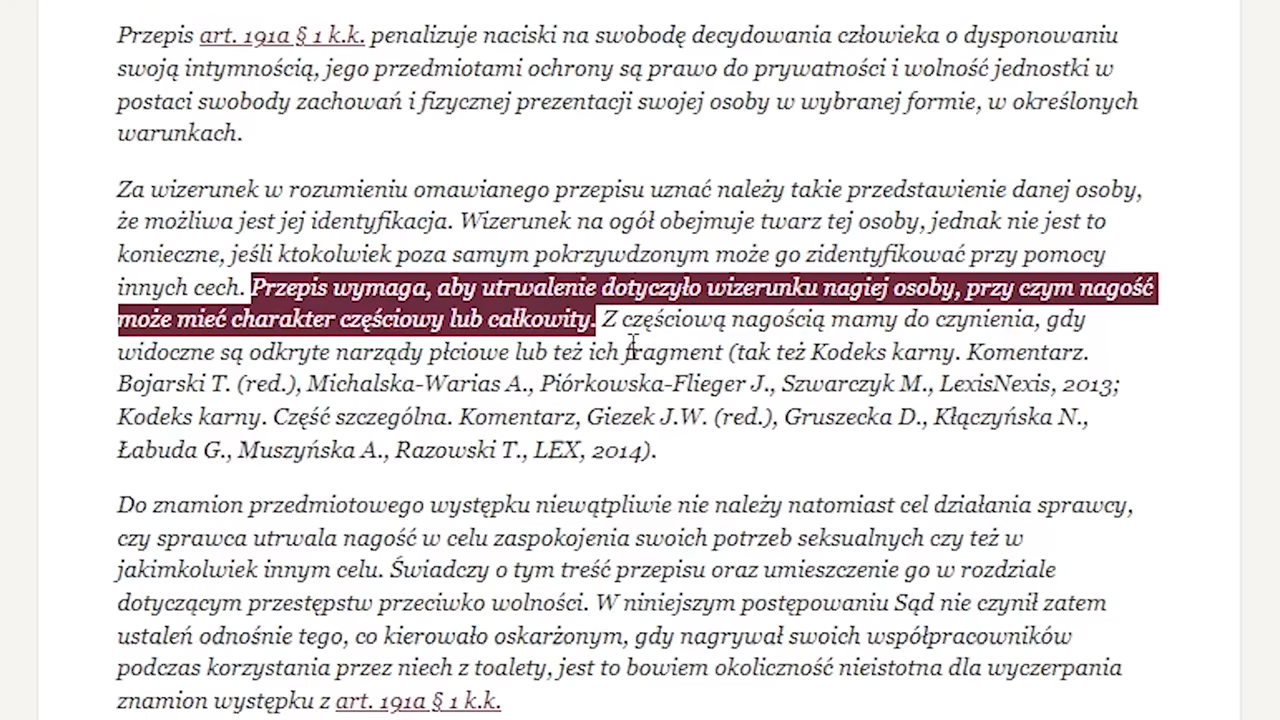 Przepis art. 191a § 1 k.k. penalizuje naciski na swobodę decydowania człowieka o dysponowaniu
swoją intymnością, jego przedmiotami ochrony są prawo do prywatności i wolność jednostki w
postaci swobody zachowań i fizycznej prezentacji swojej osoby w wybranej formie, w określonych
warunkach.
Za wizerunek w rozumieniu omawianego przepisu uznać należy takie przedstawienie danej osoby,
że możliwa jest jej identyfikacja. Wizerunek na ogół obejmuje twarz tej osoby, jednak nie jest to
konieczne, jeśli ktokolwiek poza samym pokrzywdzonym może go zidentyfikować przy pomocy
innych cech. Przepis wymaga, aby utrwalenie dotyczyło wizerunku nagiej osoby, przy czym nagość
może mieć charakter częściowy lub całkowity. Z częściową nagością mamy do czynienia, gdy
widoczne są odkryte narządy płciowe lub też ich fragment (tak też Kodeks karny. Komentarz.
Bojarski T. (red.), Michalska-Warias A., Piórkowska-Flieger J., Szwarczyk M., LexisNexis, 2013;
Kodeks karny. Część szczególna. Komentarz, Giezek J.W. (red.), Gruszecka D., Kłączyńska N.,
Łabuda G., Muszyńska A., Razowski T., LEX, 2014).
Do znamion przedmiotowego występku niewątpliwie nie należy natomiast cel działania sprawcy,
czy sprawca utrwala nagość w celu zaspokojenia swoich potrzeb seksualnych czy też w
jakimkolwiek innym celu. Świadczy o tym treść przepisu oraz umieszczenie go w rozdziale
dotyczącym przestępstw przeciwko wolności. W niniejszym postępowaniu Sąd nie czynił zatem
ustaleń odnośnie tego, co kierowało oskarżonym, gdy nagrywał swoich współpracowników
podczas korzystania przez niech z toalety, jest to bowiem okoliczność nieistotna dla wyczerpania
znamion występku z art. 191a § 1 k.k.